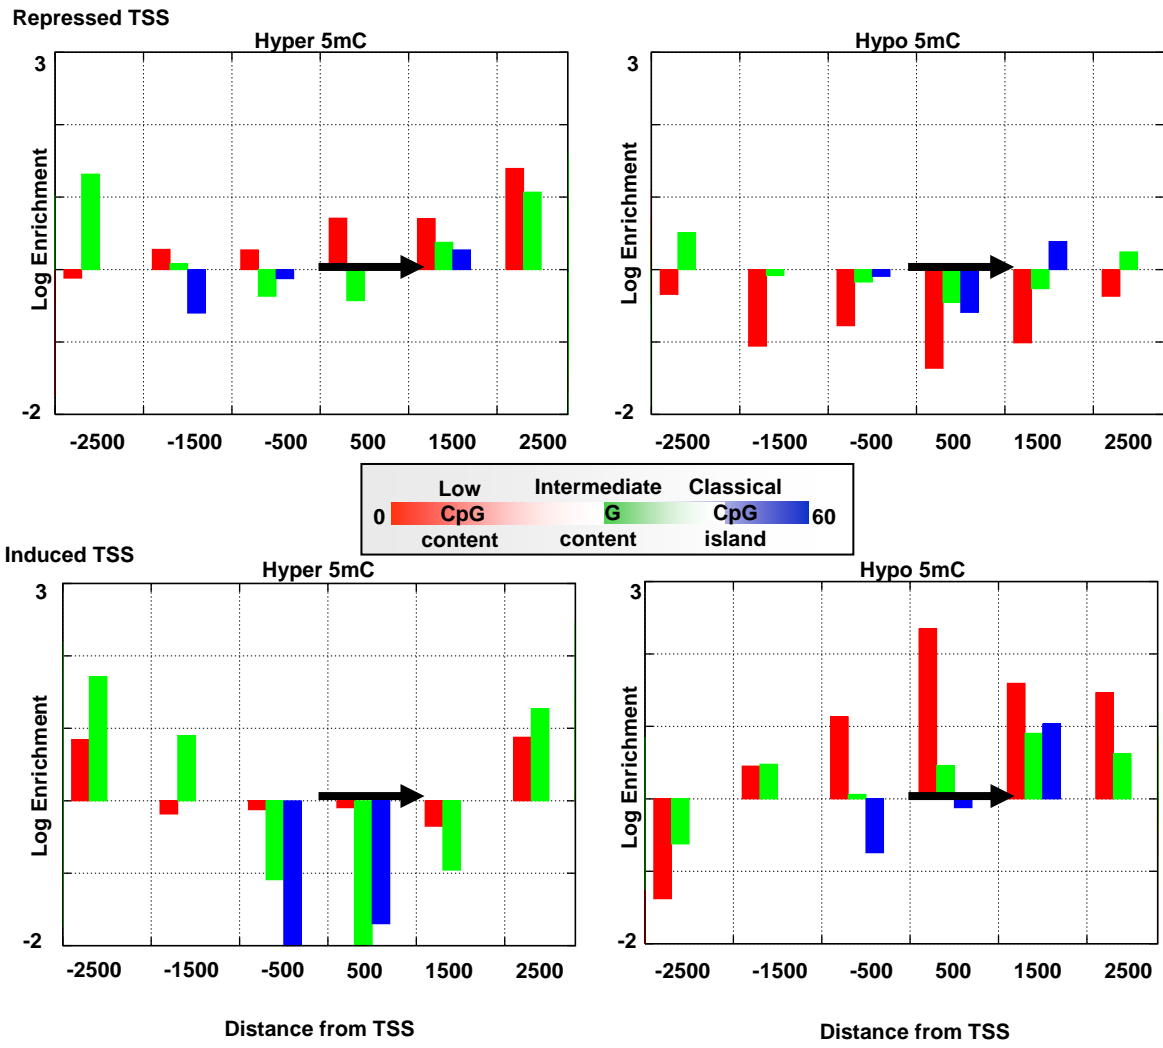 Repressed TSS
Hyper 5mC
Hypo 5mC
3
Log Enrichment
-2
-2500 -1500 -500 500 1500 2500
3
Log Enrichment
-2
-2500 -1500 -500 500 1500 2500
Low Intermediate Classical
0 CpG G CpG 60
content content island
Induced TSS
Hyper 5mC
Hypo 5mC
3
Log Enrichment
-2
-2500 -1500 -500 500 1500 2500
Distance from TSS
3
Log Enrichment
-2
-2500 -1500 -500 500 1500 2500
Distance from TSS